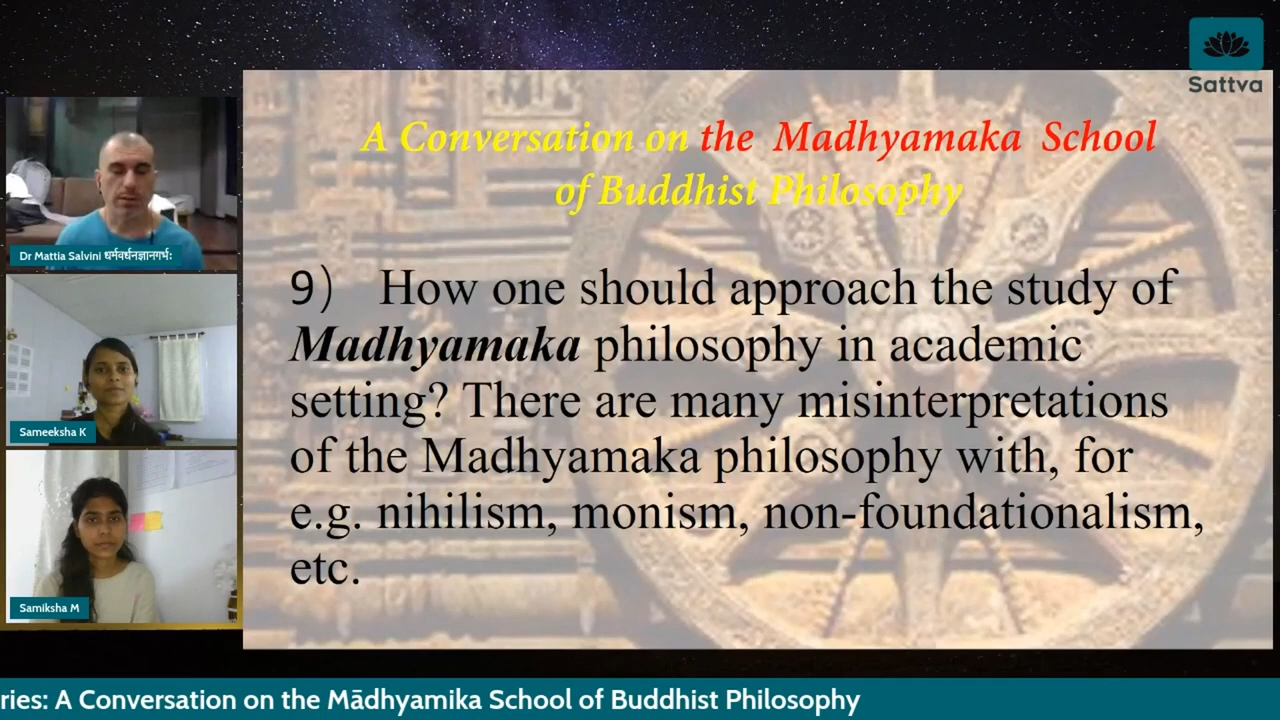 Sattva
A Conversation on the Madhyamaka School
of Buddhist Philosophy
9) How one should approach the study of
Madhyamaka philosophy in academic
setting? There are many misinterpretations
of the Madhyamaka philosophy with, for
e.g. nihilism, monism, non-foundationalism,
etc.
Dr Mattia Salvini धर्मवर्धनज्ञानगर्भः
Sameeksha K
Samiksha M
ries: A Conversation on the Mādhyamika School of Buddhist Philosophy